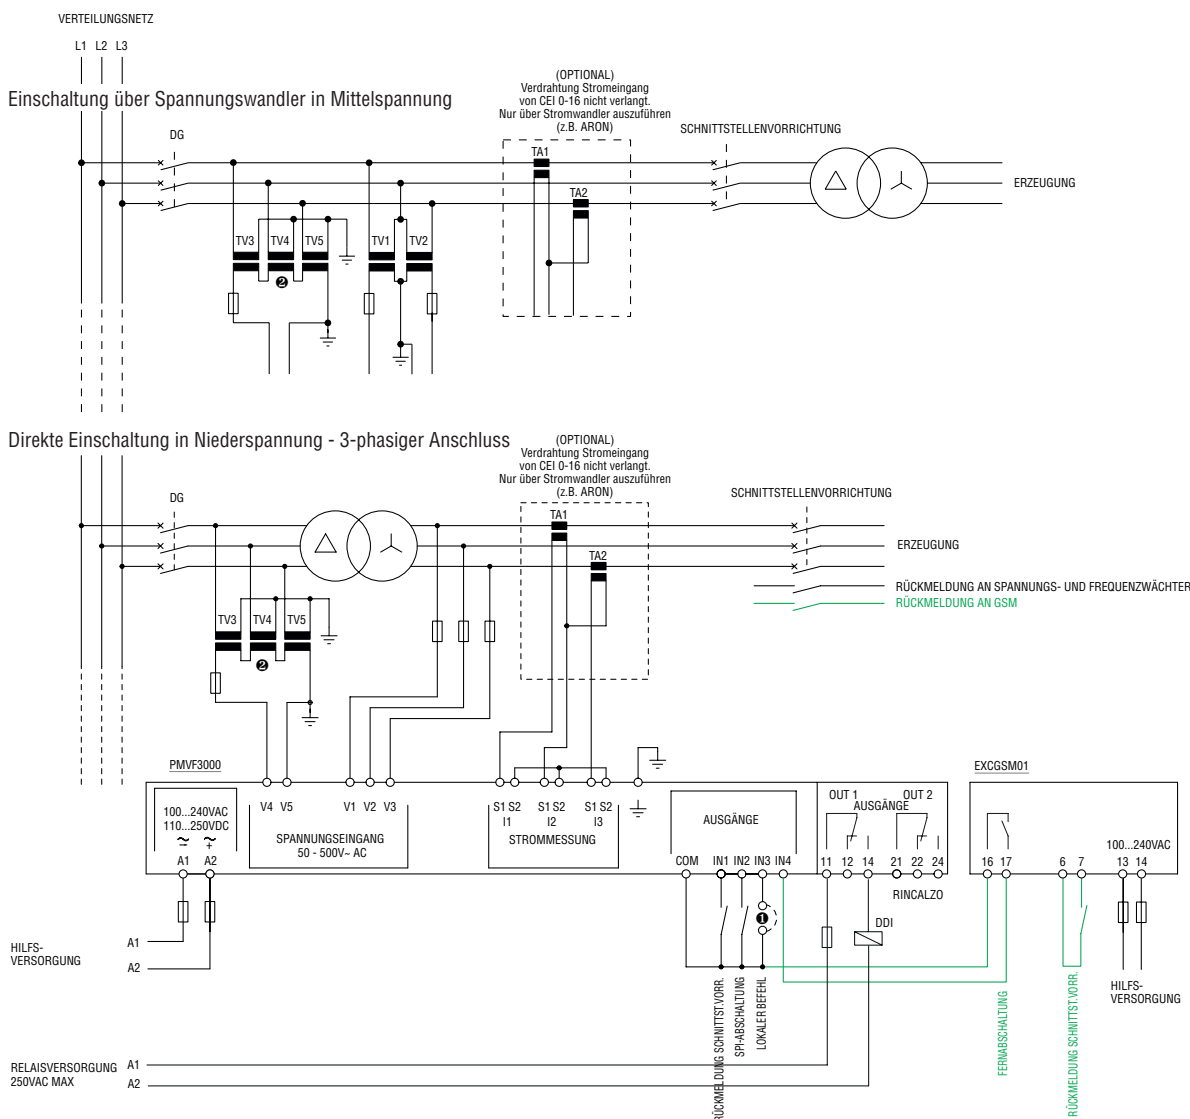 VERTEILUNGSNETZ
L1 L2 L3
Einschaltung über Spannungswandler in Mittelspannung
DG
(OPTIONAL)
Verdrahtung Stromeingang
von CEI 0-16 nicht verlangt.
Nur über Stromwandler auszuführen
(z.B. ARON)
SCHNITTSTELLENVORRICHTUNG
TA1
TA2
ERZEUGUNG
TV3 TV4 TV5 TV1 TV2
❷
Direkte Einschaltung in Niederspannung - 3-phasiger Anschluss
(OPTIONAL)
Verdrahtung Stromeingang
von CEI 0-16 nicht verlangt.
Nur über Stromwandler auszuführen
(z.B. ARON)
DG
SCHNITTSTELLENVORRICHTUNG
TA1
TA2
ERZEUGUNG
RÜCKMELDUNG AN SPANNUNGS- UND FREQUENZWÄCHTER
RÜCKMELDUNG AN GSM
TV3 TV4 TV5
❷
PMVF3000
EXCGSM01
100...240VAC
110...250VDC
~ ~
- +
A1 A2
V4 V5 V1 V2 V3
SPANNUNGSEINGANG
50 - 500V~ AC
S1 S2 S1 S2 S1 S2
I1 I2 I3
STROMMESSUNG
AUSGÄNGE
COM IN1 IN2 IN3 IN4
OUT 1 OUT 2
AUSGÄNGE
11 12 14 21 22 24
RINCALZO
100...240VAC
16 17 6 7 13 14
❶
DDI
HILFS-
VERSORGUNG
A1
A2
RÜCKMELDUNG SCHNITTST.VORR.
SPI-ABSCHALTUNG
LOKALER BEFEHL
FERNABSCHALTUNG
RÜCKMELDUNG SCHNITTST.VORR.
HILFS-
VERSORGUNG
RELAISVERSORGUNG
250VAC MAX
A1
A2